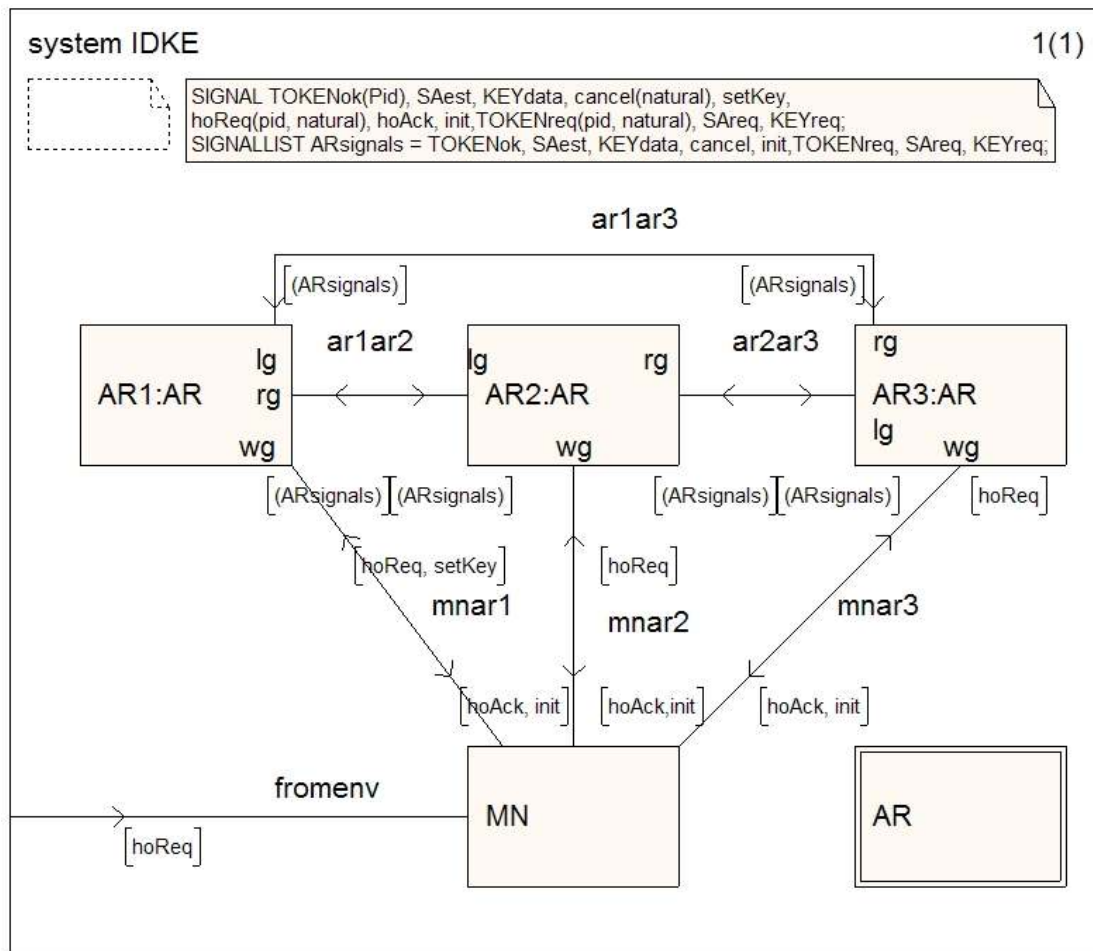 system IDKE
1(1)
SIGNAL TOKENok(Pid), SAest, KEYdata, cancel(natural), setKey,
hoReq(pid, natural), hoAck, init,TOKENreq(pid, natural), SAreq, KEYreq;
SIGNALLIST ARsignals = TOKENok, SAest, KEYdata, cancel, init,TOKENreq, SAreq, KEYreq;
ar1ar3
(ARsignals)
(ARsignals)
ar1ar2
ar2ar3
lg
AR1:AR
rg
wg
lg
rg
AR2:AR
wg
rg
AR3:AR
lg
wg
(ARsignals)
(ARsignals)
(ARsignals)
(ARsignals)
hoReq
hoReq, setKey
hoReq
mnar1
mnar2
mnar3
hoAck, init
hoAck,init
hoAck, init
fromenv
hoReq
MN
AR